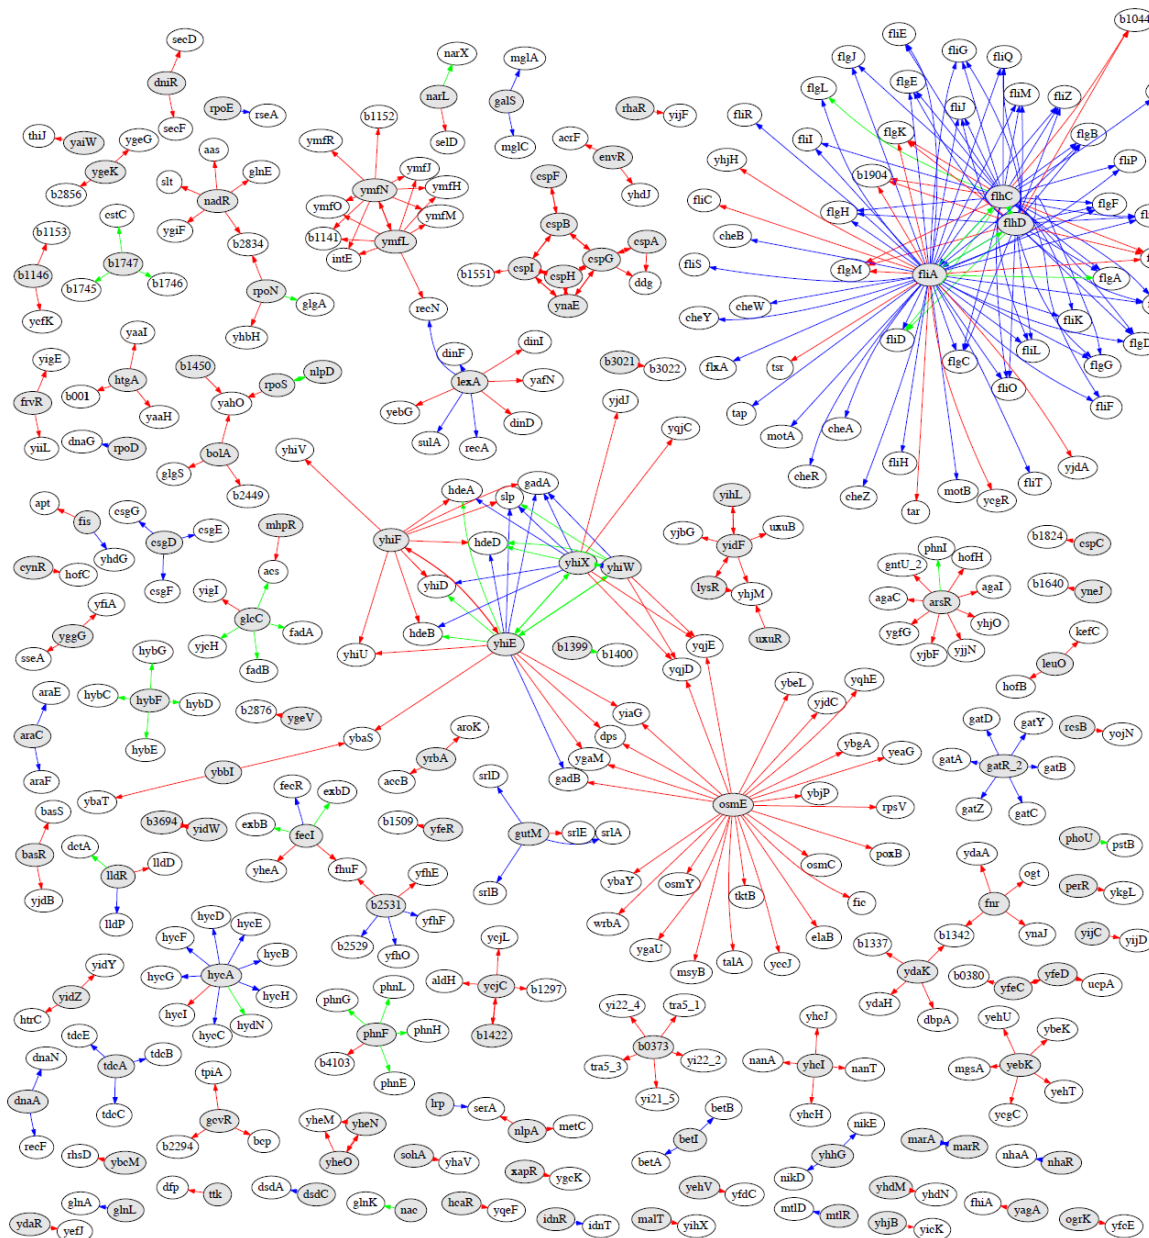 secD
dniR
secF
narX
narL
selD
mglA
galS
mglC
rpoE
rseA
rhaR
yijF
thiJ
yaiW
ygeG
ygeK
b2856
aas
slt
glnE
nadR
ygiF
b2834
b1152
ymfR
ymfJ
ymfN
ymfH
ymfO
ymfM
b1141
ymfL
intE
recN
acrF
envR
yhdJ
cspF
cspB
cspA
cspG
cspI
cspH
b1551
ddg
ynaE
cstC
b1747
b1745
b1746
b1153
b1146
ycfK
rpoN
glgA
yhbH
b1044
fliE
fliG
fliQ
flgJ
flgE
flgL
fliM
fliZ
fliJ
fliR
flgK
flgB
fliI
yhjH
b1904
fliP
flhC
fliC
flgH
flgF
flhD
cheB
fliS
flgM
fliA
flgA
cheW
cheY
fliK
fliD
fliL
flgD
flxA
tsr
flgC
flgG
fliO
tap
fliF
motA
cheA
cheR
fliH
yjdA
cheZ
motB
fliT
ycgR
tar
yigE
frvR
yiiL
yaaI
htgA
b001
yaaH
b1450
rpoS
nlpD
yahO
dnaG
rpoD
bolA
glgS
b2449
dinF
dinI
lexA
yafN
yebG
dinD
sulA
recA
b3021
b3022
yjdJ
yqjC
yhiV
gadA
hdeA
slp
yhiF
hdeD
yhiX
yhiW
yhiD
hdeB
yhiE
yhiU
yqjE
yqjD
yihL
yjbG
uxuB
yidF
lysR
yhjM
uxuR
b1399
b1400
apt
fis
yhdG
csgG
csgE
csgD
csgF
mhpR
acs
cynR
hofC
yfiA
yggG
sseA
yigI
glcC
fadA
yjcH
fadB
hybG
hybC
hybF
hybD
hybE
b2876
ygeV
araE
araC
araF
b1824
cspC
b1640
yneJ
phnI
hofH
gntU_2
agaI
agaC
arsR
yhjO
ygfG
yjbF
yjjN
kefC
leuO
hofB
rcsB
yojN
gatD
gatY
gatA
gatR_2
gatB
gatZ
gatC
ybaS
ybbI
ybaT
aroK
yrbA
accB
yiaG
dps
ygaM
gadB
ybeL
yqhE
yjdC
ybgA
yeaG
ybjP
osmE
rpsV
osmC
poxB
ybaY
osmY
tktB
fic
wrbA
elaB
ygaU
yccJ
msyB
talA
basS
basR
yjdB
b3694
yidW
dctA
lldD
lldR
lldP
fecR
exbD
exbB
fecI
yheA
fhuF
b1509
yfeR
srlD
gutM
srlE
srlA
srlB
yfhE
b2531
yfhF
b2529
yfhO
phoU
pstB
ydaA
ogt
fnr
perR
ykgL
b1342
ynaJ
b1337
ydaK
ydaH
dbpA
yijC
yijD
b0380
yfeD
yfeC
ucpA
hycD
hycE
hycF
hycB
hycG
hycA
hycH
hycI
hycC
hydN
yidY
yidZ
htrC
ycjL
aldH
ycjC
b1297
b1422
phnL
phnG
phnH
phnF
b4103
phnE
yi22_4
tra5_1
b0373
tra5_3
yi22_2
yi21_5
yhcJ
nanA
yhcI
nanT
yhcH
yehU
ybeK
mgsA
yebK
yehT
ycgC
tdcE
tdcB
tdcA
tdcC
dnaN
dnaA
recF
tpiA
gcvR
b2294
bcp
rhsD
ybcM
yheM
yheN
yheO
lrp
serA
nlpA
metC
sohA
yhaV
xapR
ygcK
betB
betI
betA
nikE
yhhG
nikD
marA
marR
nhaA
nhaR
dfp
ttk
dsdA
dsdC
glnA
glnL
glnK
nac
hcaR
yqeF
ydaR
yefJ
idnR
idnT
yehV
yfdC
malT
yihX
mtlD
mtlR
yhdM
yhdN
yhjB
yicK
fhiA
yagA
ogrK
yfcE